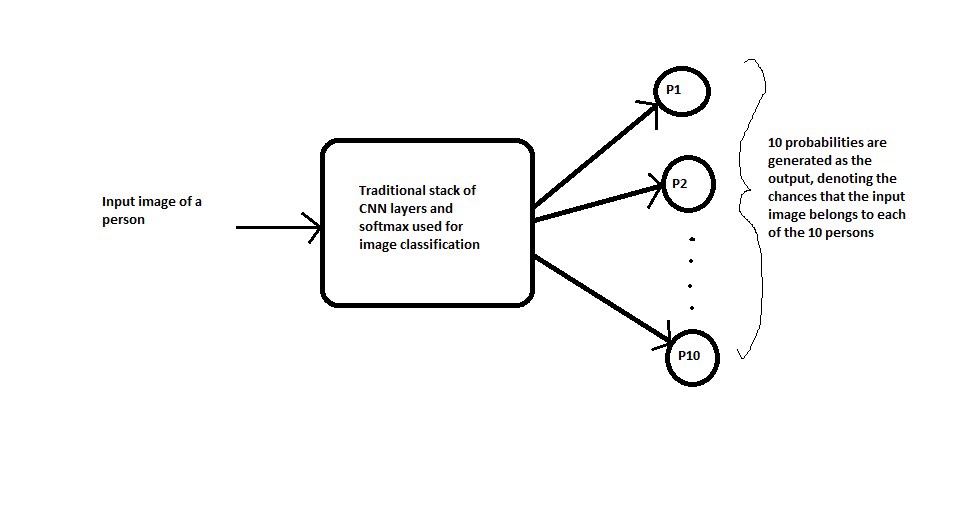 Input image of a
person
Traditional stack of
CNN layers and
softmax used for
image classification
P1
P2
P10
10 probabilities are
generated as the
output, denoting the
chances that the input
image belongs to each
of the 10 persons